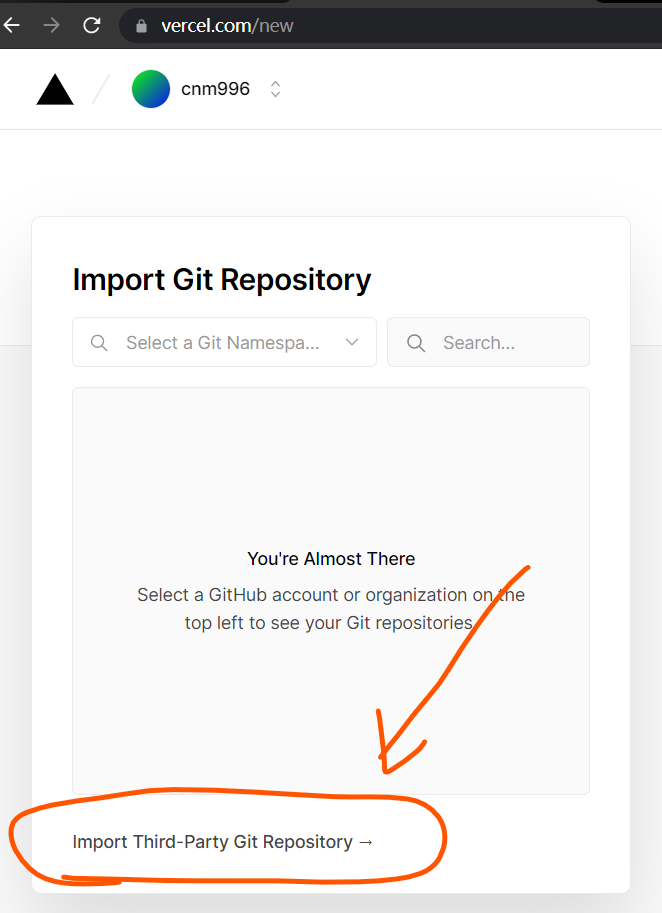 vercel.com/new
cnm996
Import Git Repository
Select a Git Namespa...
Search...
You're Almost There
Select a GitHub account or organization on the
top left to see your Git repositories.
Import Third-Party Git Repository →